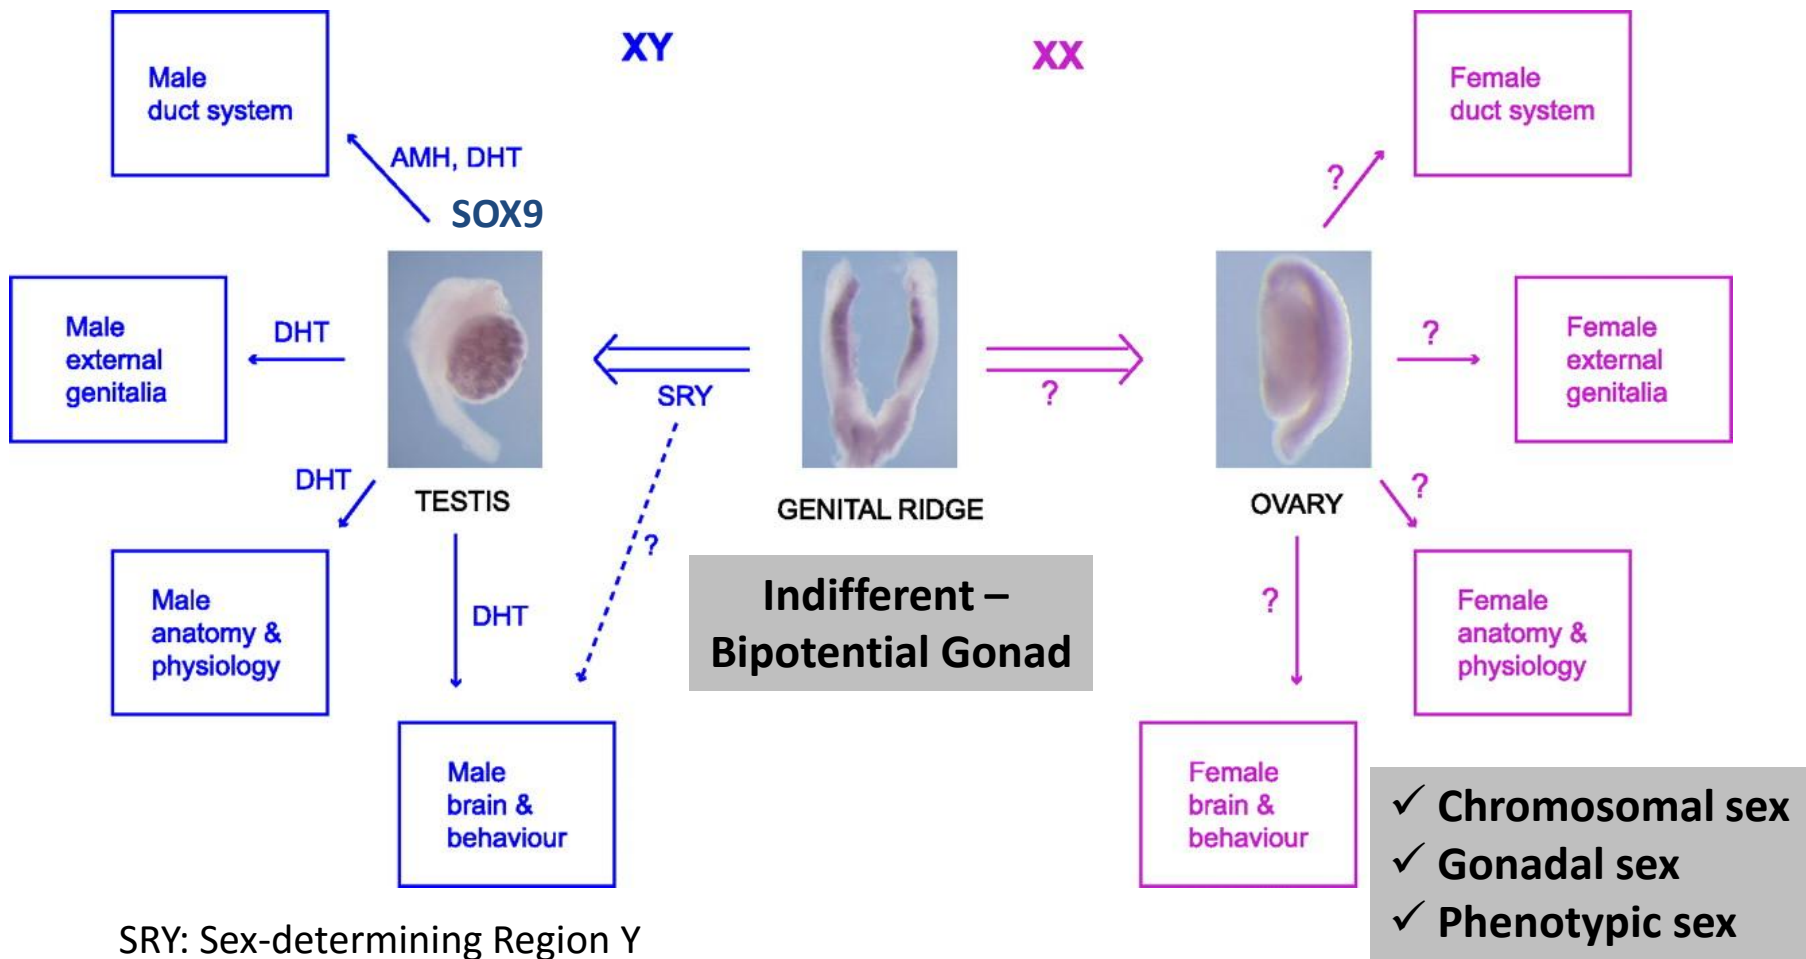 XY
XX
Male
duct system
Female
duct system
AMH, DHT
SOX9
?
Male
external
genitalia
DHT
SRY
?
?
Female
external
genitalia
DHT
TESTIS
GENITAL RIDGE
OVARY
?
?
Indifferent –
Bipotential Gonad
Male
anatomy &
physiology
DHT
?
Female
anatomy &
physiology
Male
brain &
behaviour
Female
brain &
behaviour
✓ Chromosomal sex
✓ Gonadal sex
✓ Phenotypic sex
SRY: Sex-determining Region Y